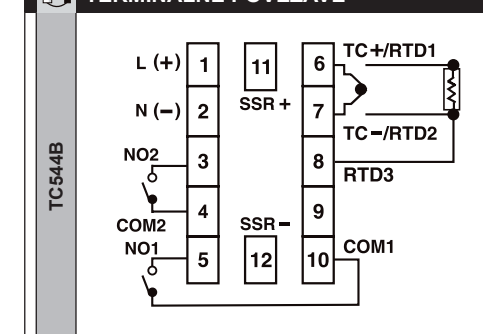 TERMINALNE POVEZAVE
TC544B
L (+) 1 11 6 TC+/RTD1
SSR +
N (−) 2 7 TC−/RTD2
NO2 3 8 RTD3
COM2 4 9
SSR −
NO1 5 12 10 COM1